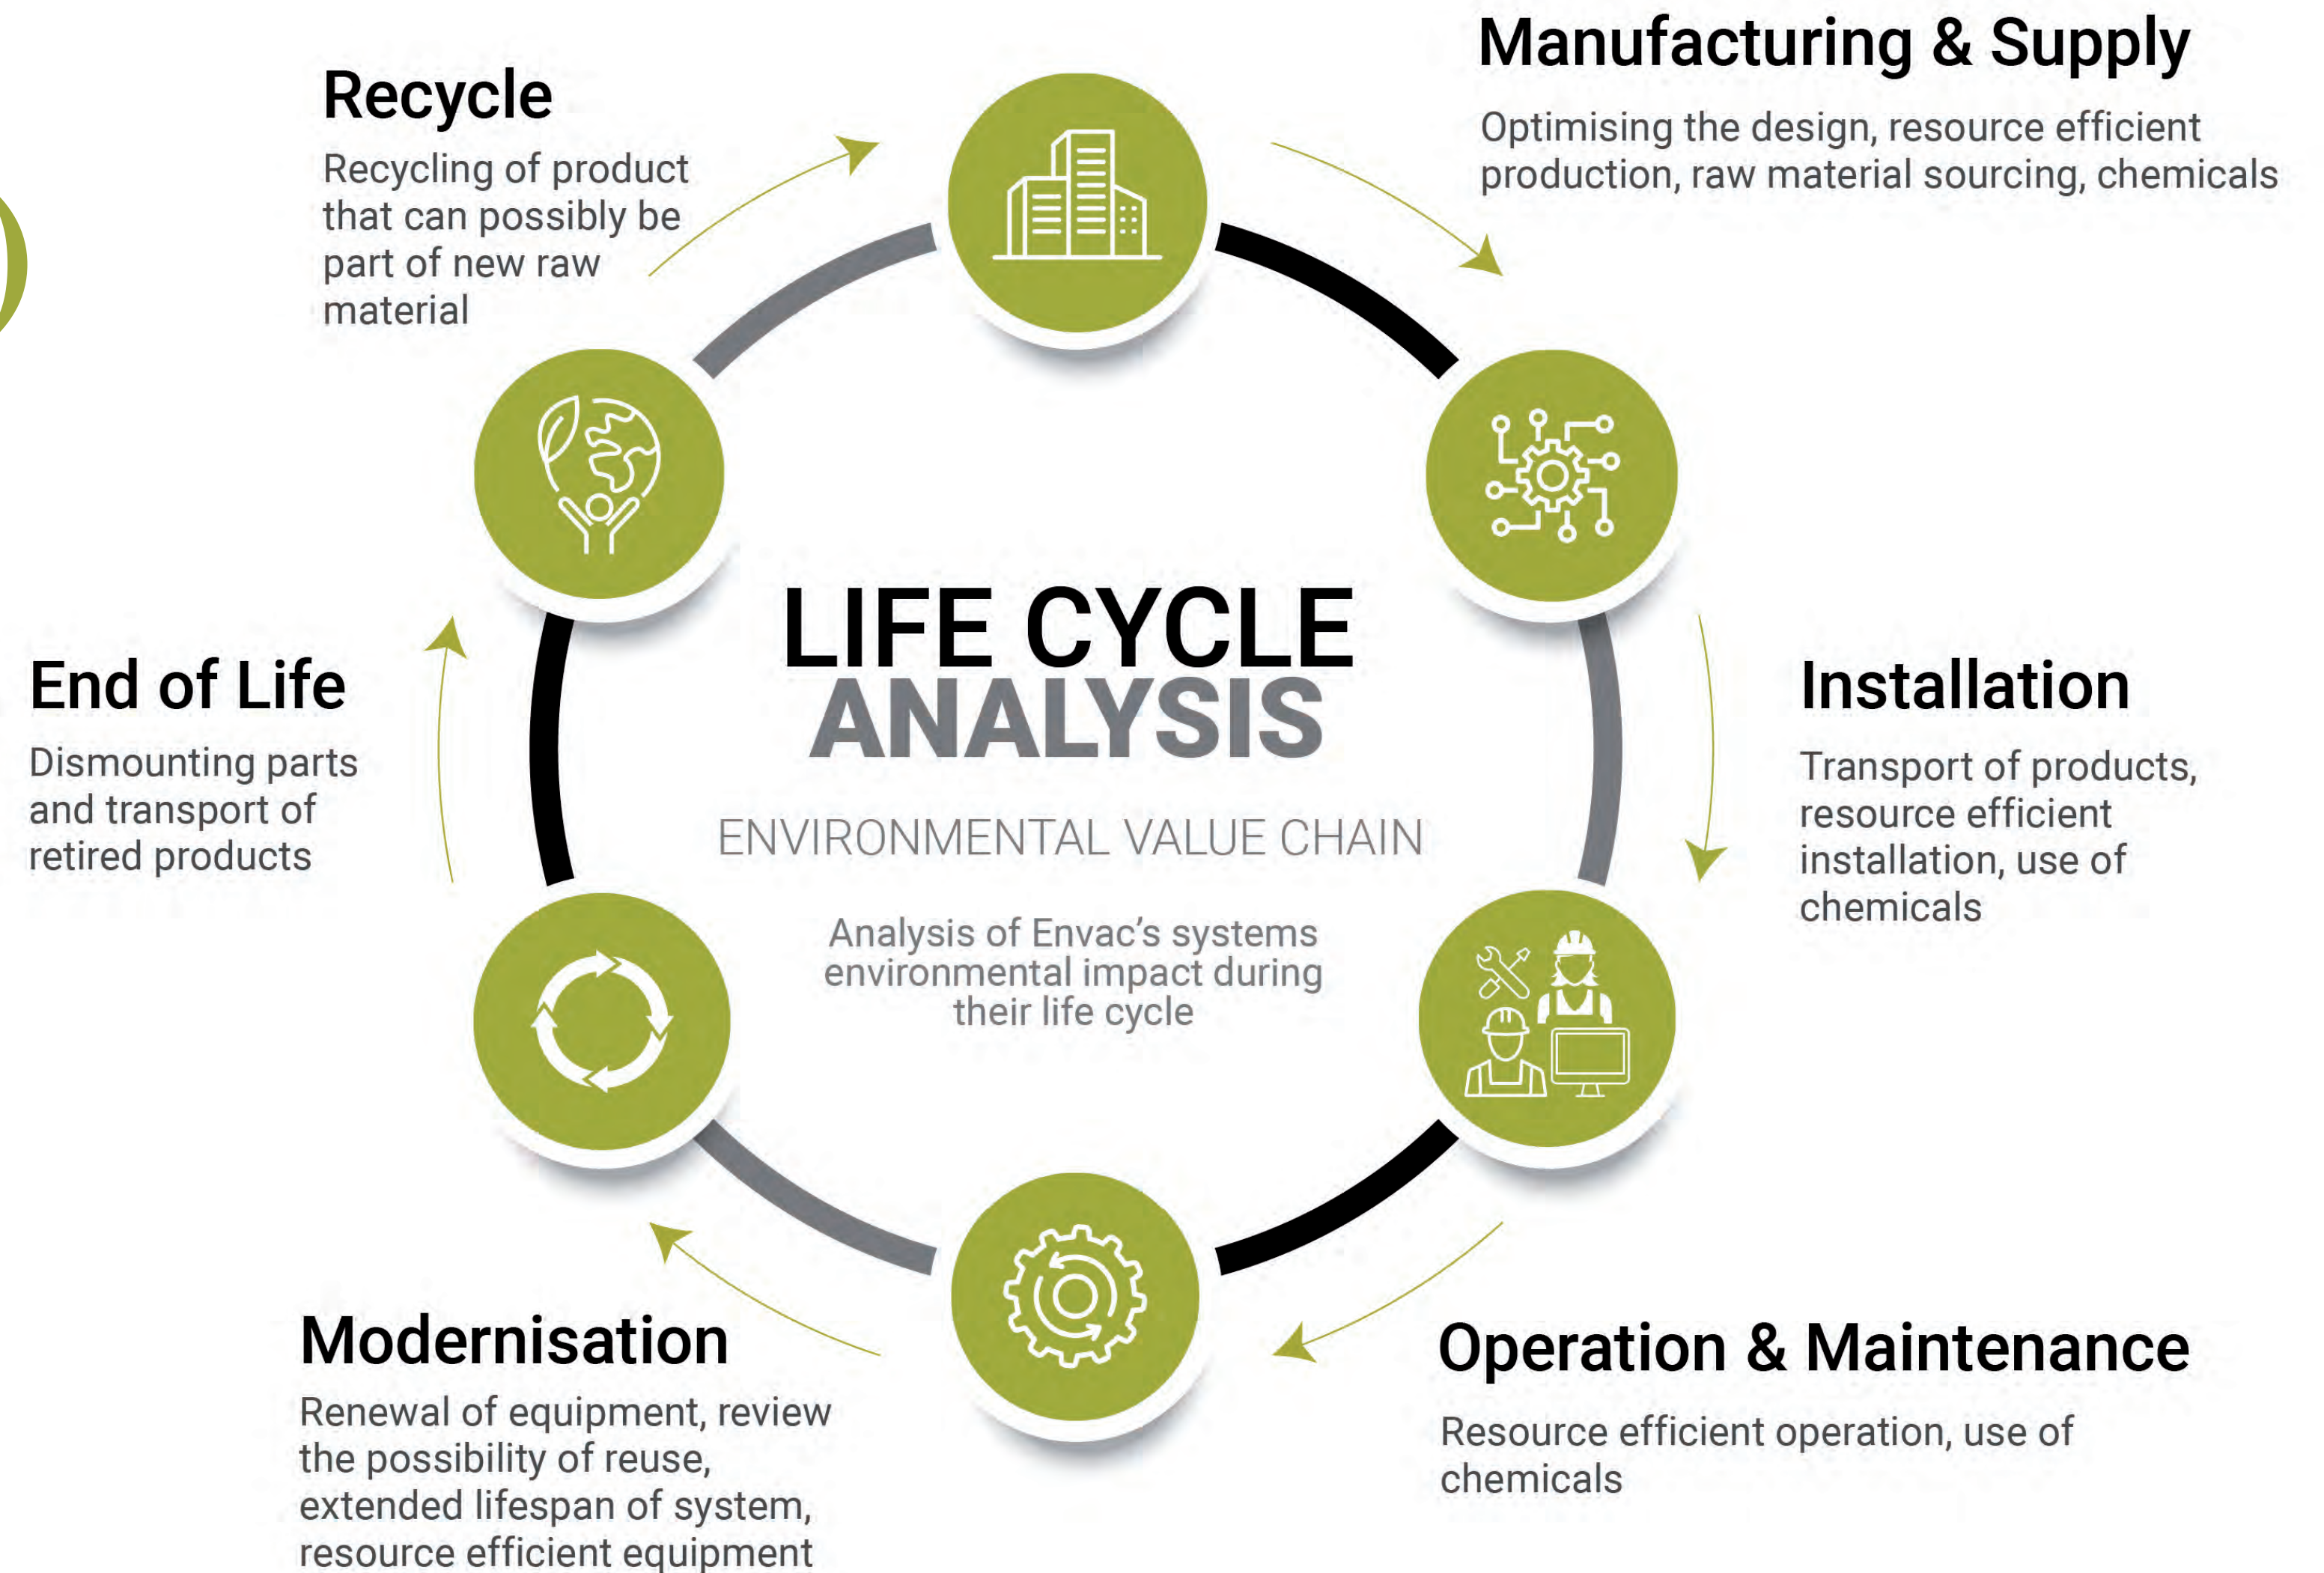 Manufacturing & Supply
Optimising the design, resource efficient
production, raw material sourcing, chemicals
Recycle
Recycling of product
that can possibly be
part of new raw
material
)
LIFE CYCLE
ANALYSIS
ENVIRONMENTAL VALUE CHAIN
Analysis of Envac’s systems
environmental impact during
their life cycle
End of Life
Dismounting parts
and transport of
retired products
Installation
Transport of products,
resource efficient
installation, use of
chemicals
Modernisation
Renewal of equipment, review
the possibility of reuse,
extended lifespan of system,
resource efficient equipment
Operation & Maintenance
Resource efficient operation, use of
chemicals